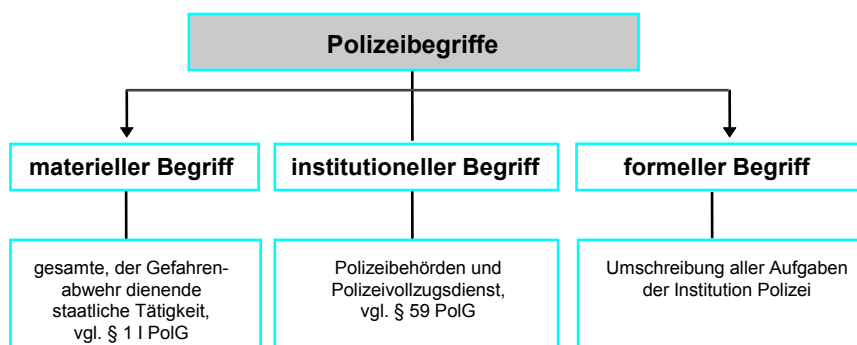 Polizeibegriffe
materieller Begriff
institutioneller Begriff
formeller Begriff
gesamte, der Gefahren-
abwehr dienende
staatliche Tätigkeit,
vgl. § 1 I PolG
Polizeibehörden und
Polizeivollzugsdienst,
vgl. § 59 PolG
Umschreibung aller Aufgaben
der Institution Polizei